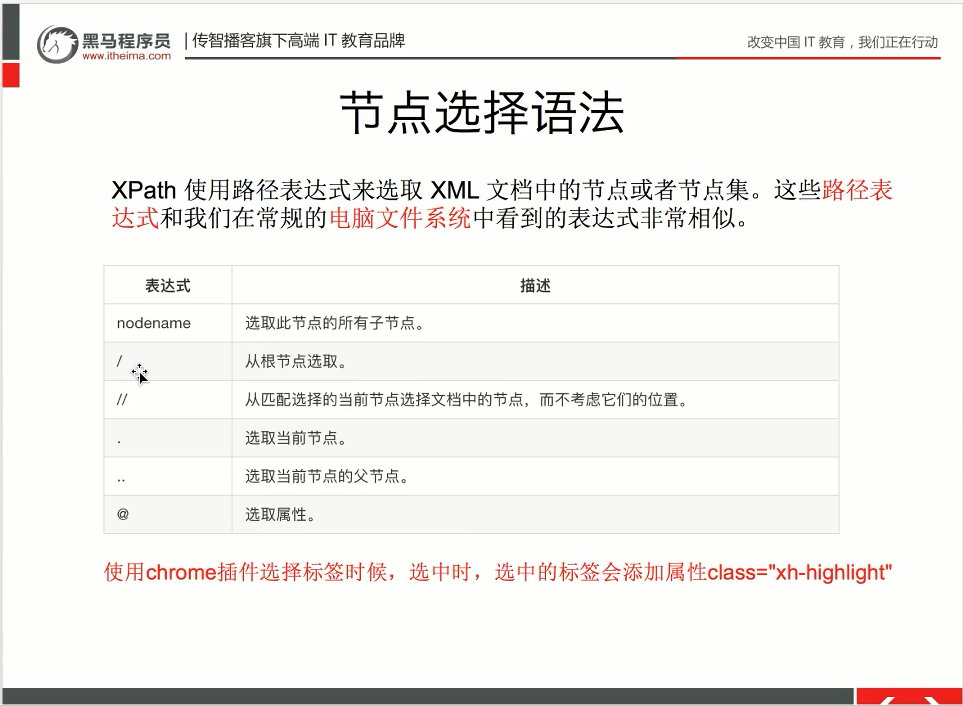 黑马程序员
www.itheima.com
传智播客旗下高端 IT 教育品牌
改变中国 IT 教育，我们正在行动
节点选择语法
XPath 使用路径表达式来选取 XML 文档中的节点或者节点集。这些路径表
达式和我们在常规的电脑文件系统中看到的表达式非常相似。
表达式 描述
nodename 选取此节点的所有子节点。
/ 从根节点选取。
// 从匹配选择的当前节点选择文档中的节点，而不考虑它们的位置。
. 选取当前节点。
.. 选取当前节点的父节点。
@ 选取属性。
使用chrome插件选择标签时候，选中时，选中的标签会添加属性class="xh-highlight"